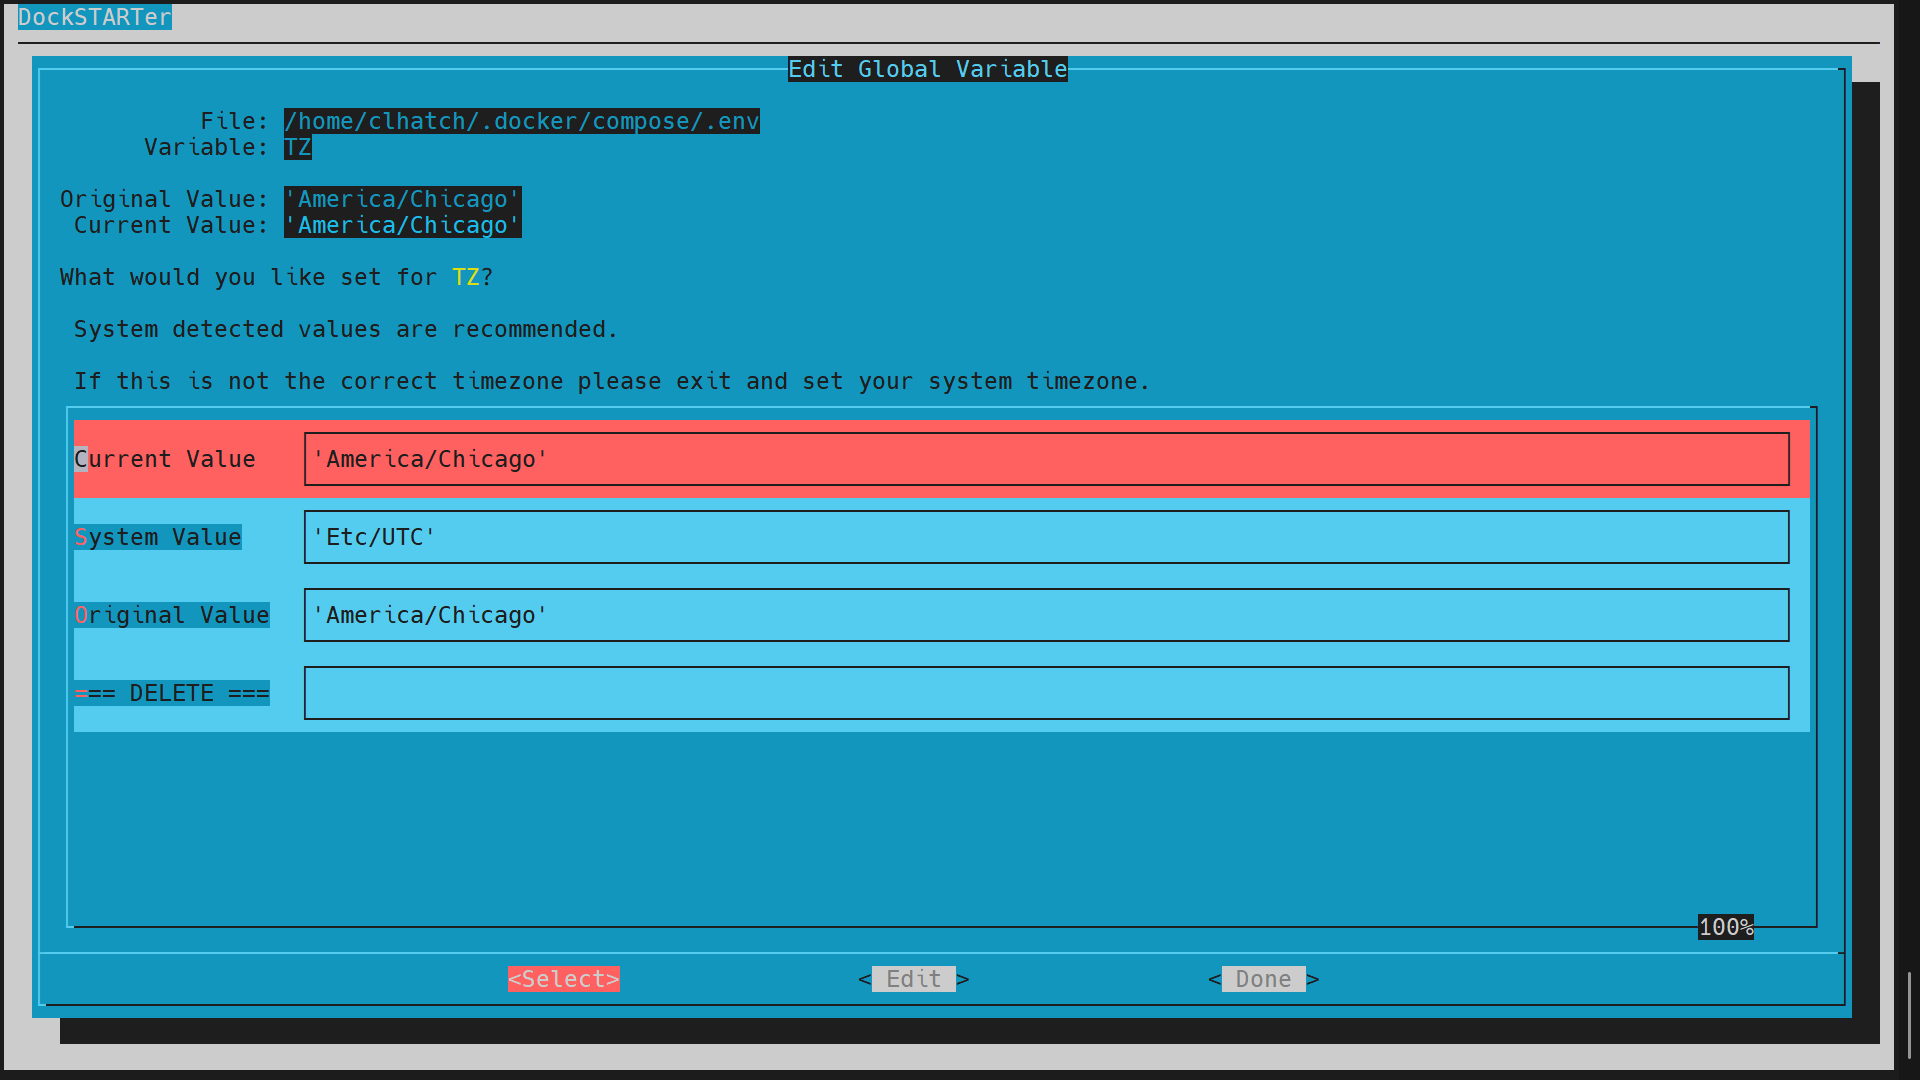 DockSTARTer
Edit Global Variable
File: /home/clhatch/.docker/compose/.env
Variable: TZ
Original Value: 'America/Chicago'
Current Value: 'America/Chicago'
What would you like set for TZ?
System detected values are recommended.
If this is not the correct timezone please exit and set your system timezone.
Current Value 'America/Chicago'
System Value 'Etc/UTC'
Original Value 'America/Chicago'
=== DELETE ===
100%
<Select> < Edit > < Done >